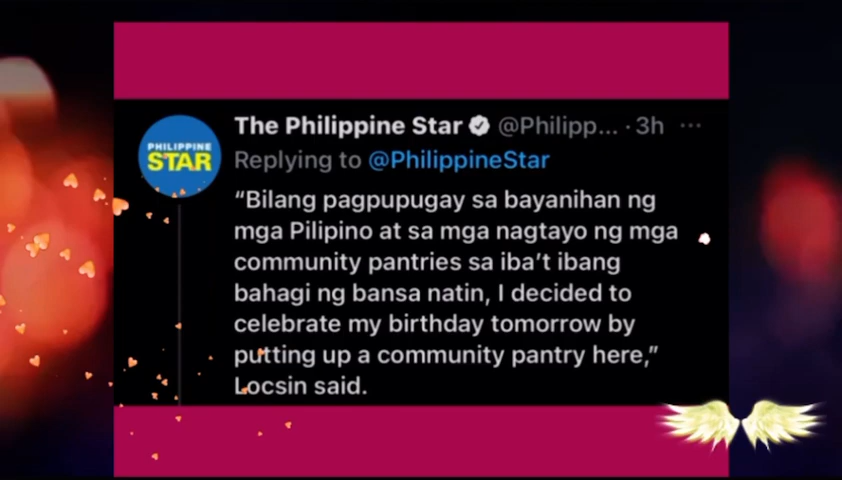 PHILIPPINE
STAR
The Philippine Star @Philipp... · 3h ...
Replying to @PhilippineStar
“Bilang pagpupugay sa bayanihan ng
mga Pilipino at sa mga nagtayo ng mga
community pantries sa iba’t ibang
bahagi ng bansa natin, I decided to
celebrate my birthday tomorrow by
putting up a community pantry here,”
Locsin said.